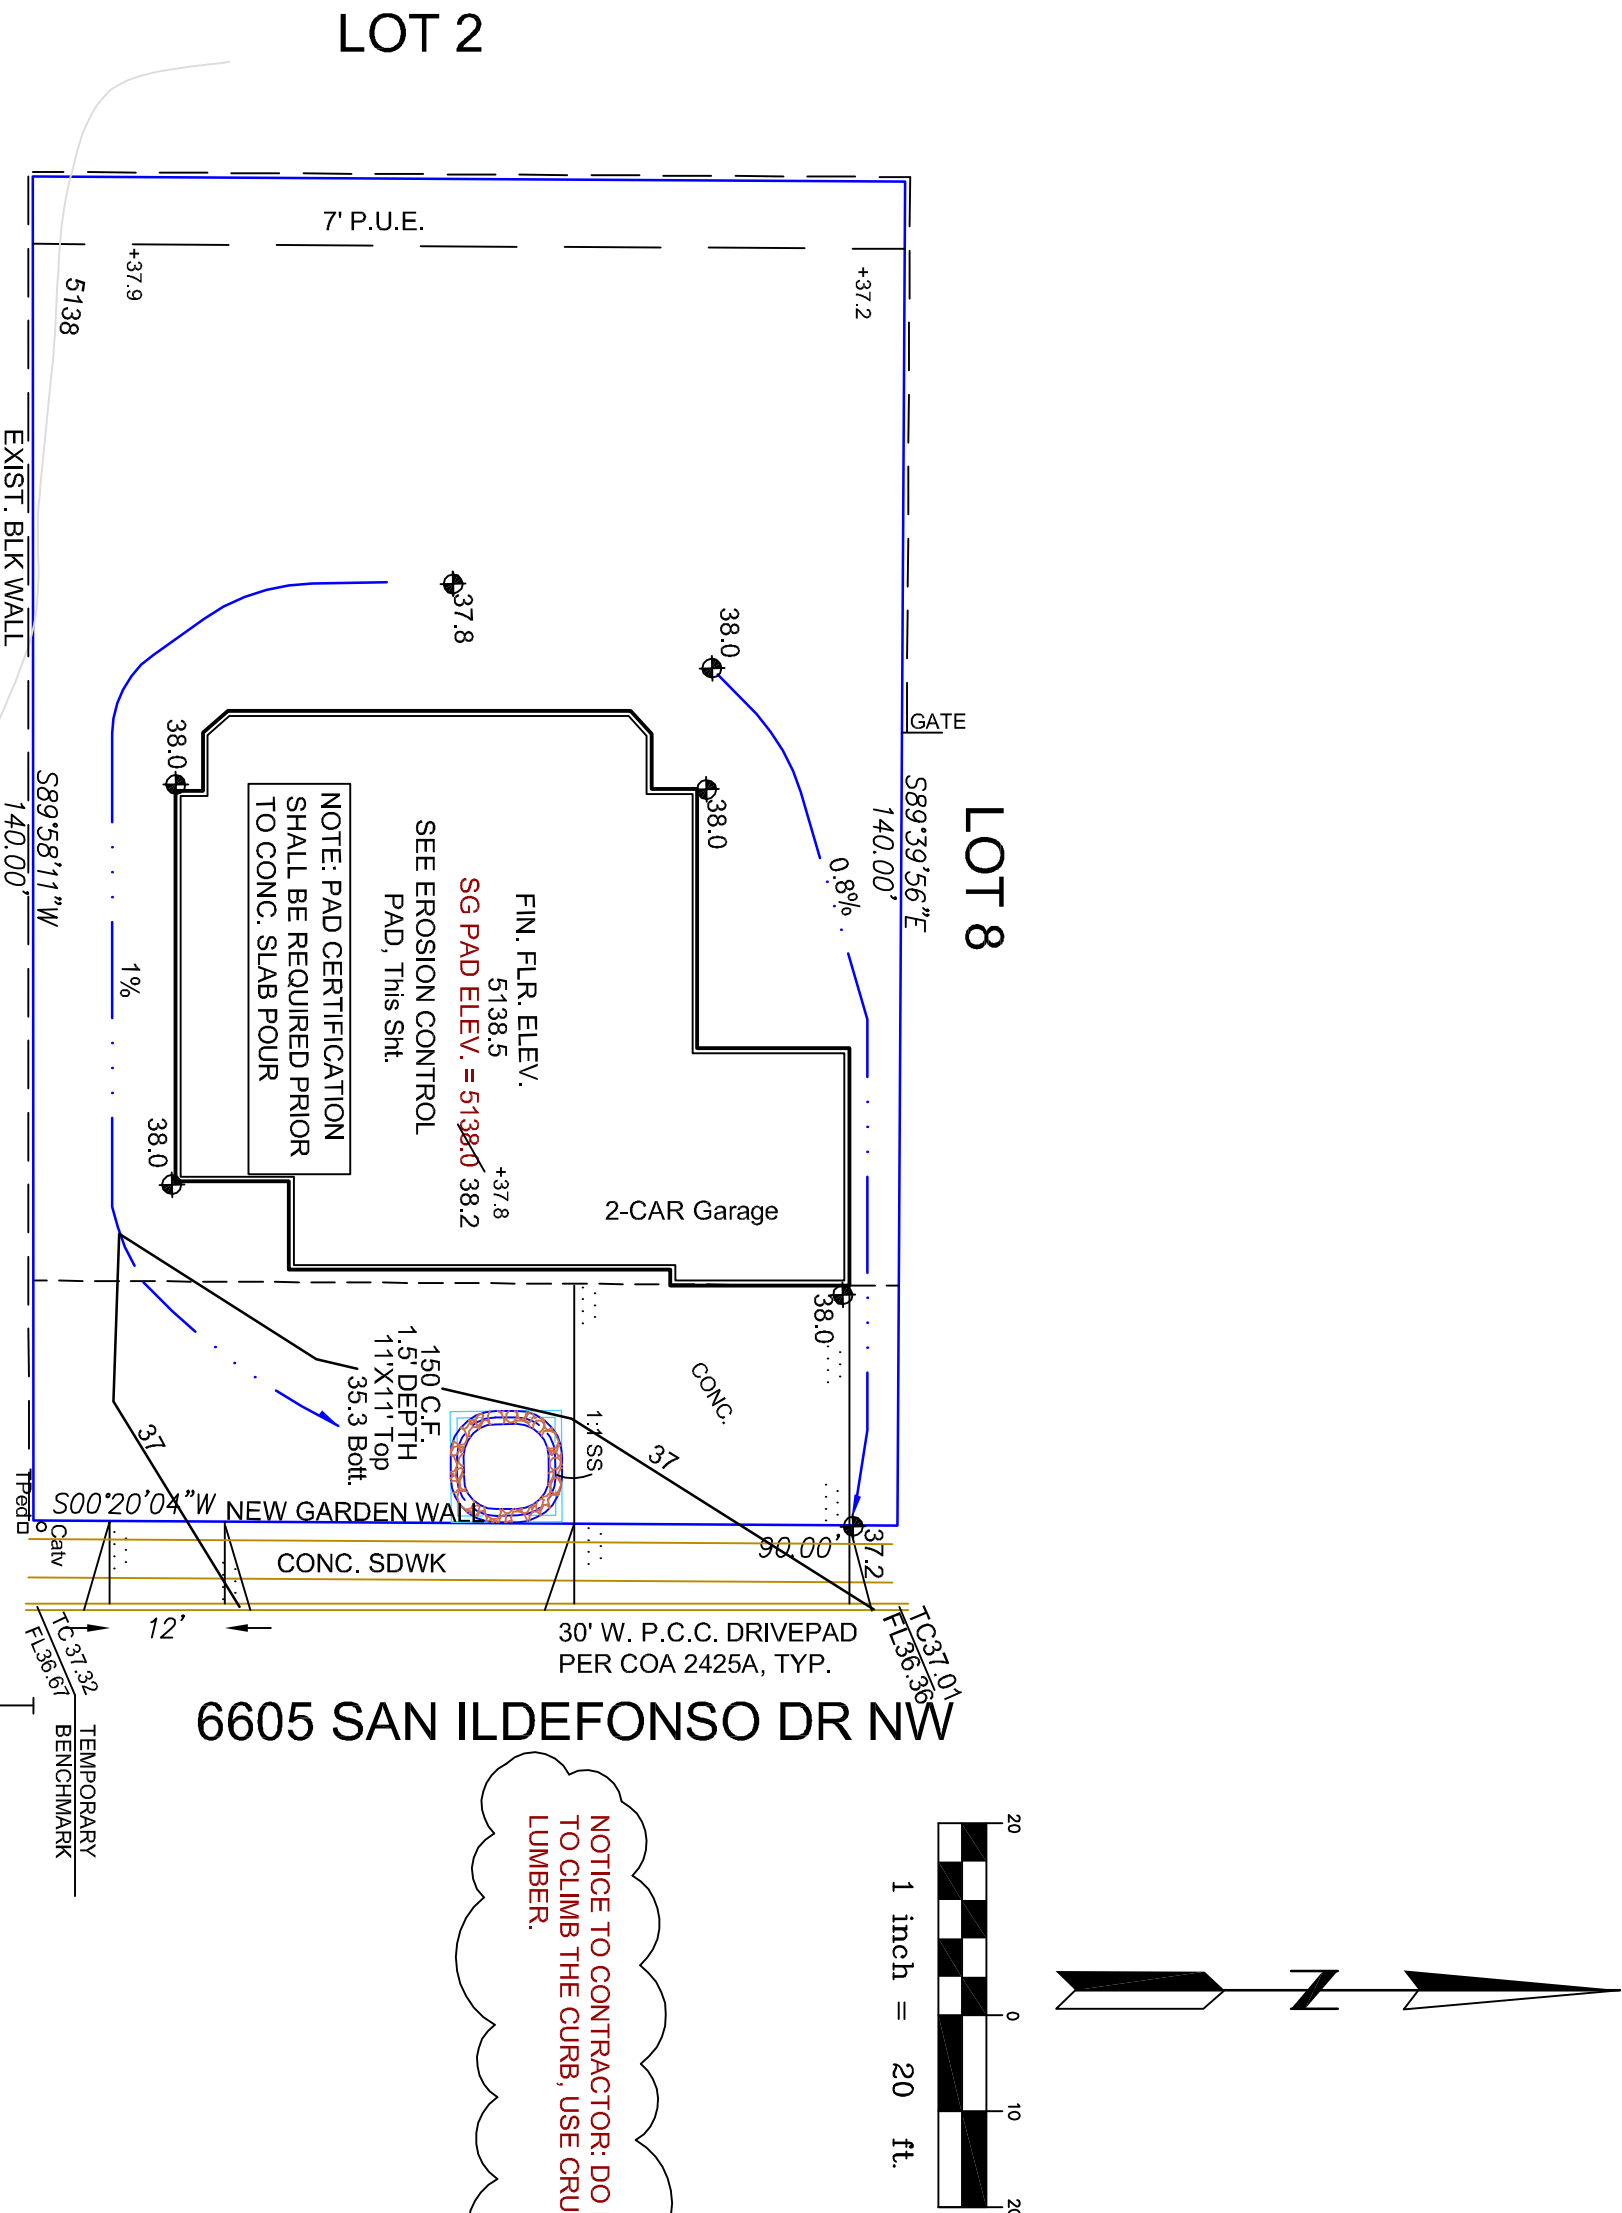 LOT 2
7' P.U.E.
+37.9
+37.2
5138
EXIST. BLK WALL
37.8
38.0
GATE
38.0
38.0
S89°58'11"W
140.00'
S89°39'56"E
140.00'
LOT 8
0.8%
1%
NOTE: PAD CERTIFICATION
SHALL BE REQUIRED PRIOR
TO CONC. SLAB POUR
FIN. FLR. ELEV.
5138.5
SG PAD ELEV. = 5138.0 38.2
SEE EROSION CONTROL
PAD, This Sht.
+37.8
38.0
2-CAR Garage
38.0
CONC.
150 C.F.
1.5' DEPTH
11'X11' Top
35.3 Bott.
1:1 SS
37
37
TPed
Catv
S00°20'04"W
NEW GARDEN WALL
90.00'
37.2
CONC. SDWK
12'
30' W. P.C.C. DRIVEPAD
PER COA 2425A, TYP.
TC37.01
FL36.36
TC37.32
FL36.67
TEMPORARY
BENCHMARK
6605 SAN ILDEFONSO DR NW
NOTICE TO CONTRACTOR: DO
TO CLIMB THE CURB, USE CRU
LUMBER.
20
0
10
20
1 inch = 20 ft.
N